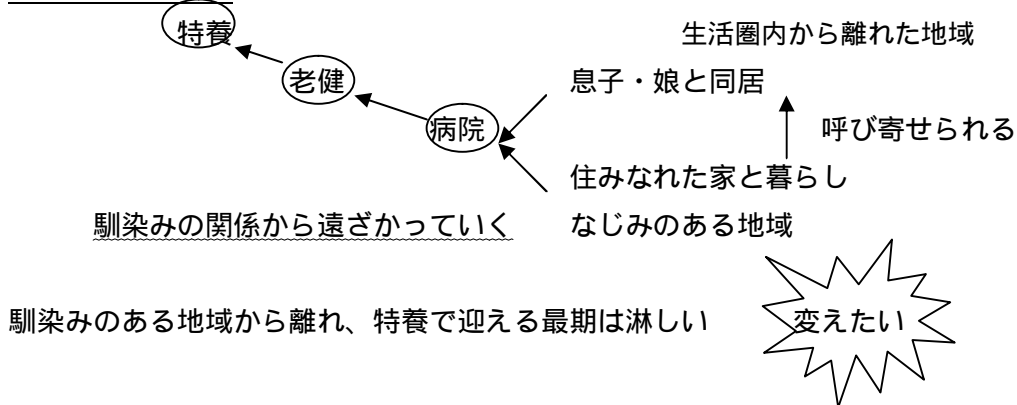 特養
生活圏内から離れた地域
老健
息子・娘と同居
病院
呼び寄せられる
住みなれた家と暮らし
馴染みの関係から遠ざかっていく
なじみのある地域
馴染みのある地域から離れ、特養で迎える最期は淋しい
変えたい